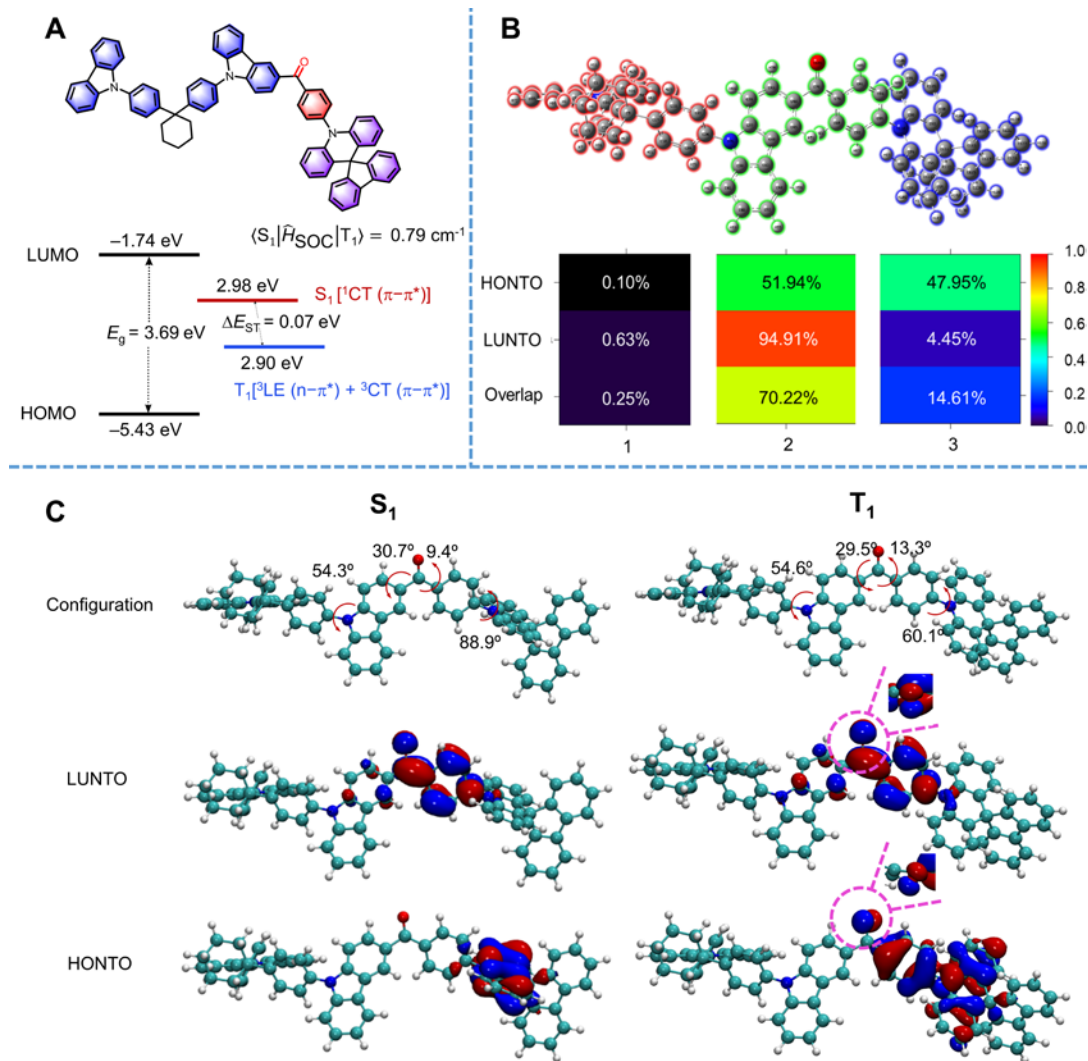 A
N
N
O
N
⟨S₁|Ĥ_SOC|T₁⟩ = 0.79 cm⁻¹
−1.74 eV
LUMO
2.98 eV
S₁ [¹CT (π−π*)]
E_g = 3.69 eV
ΔE_ST = 0.07 eV
2.90 eV
T₁[³LE (n−π*) + ³CT (π−π*)]
HOMO
−5.43 eV
B
HONTO
0.10%
51.94%
47.95%
LUNTO
0.63%
94.91%
4.45%
Overlap
0.25%
70.22%
14.61%
1
2
3
1.0
0.8
0.6
0.4
0.2
0.0
C
S₁
T₁
Configuration
54.3º
30.7º
9.4º
88.9º
54.6º
29.5º
13.3º
60.1º
LUNTO
HONTO